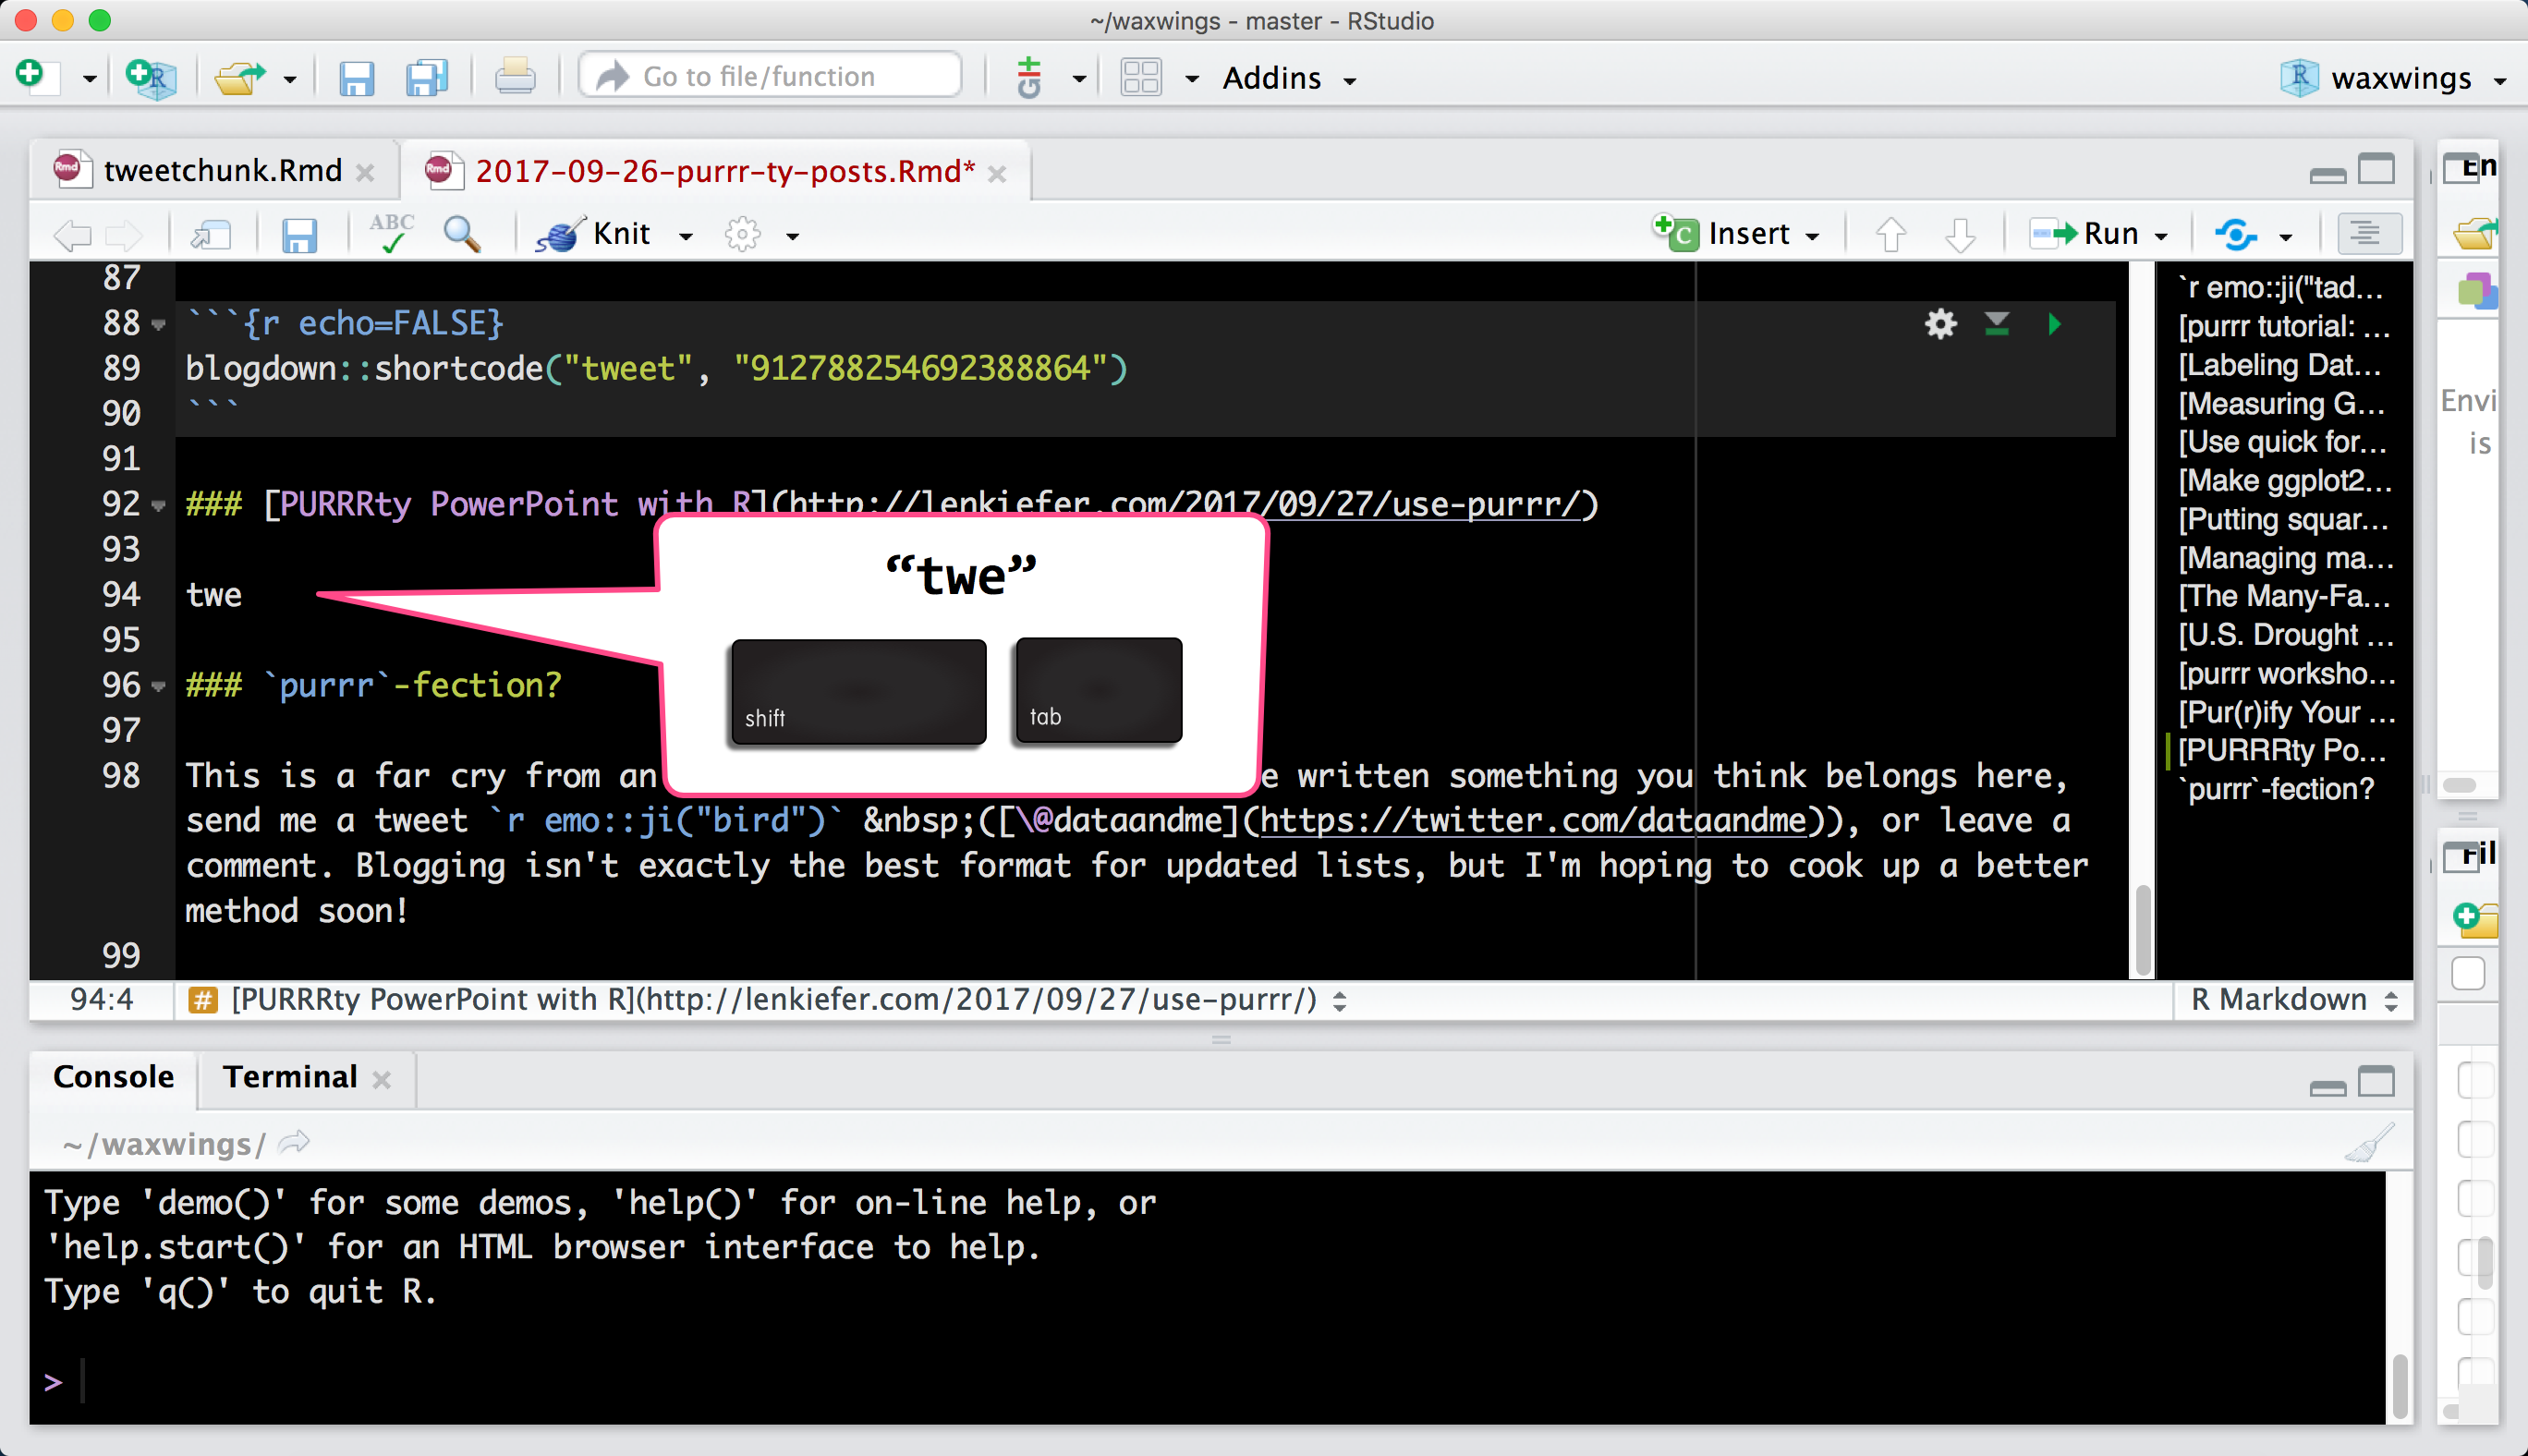 ~/waxwings - master - RStudio
Go to file/function
Addins
waxwings
tweetchunk.Rmd
2017-09-26-purrr-ty-posts.Rmd*
ABC
Knit
Insert
Run
87
88 ```{r echo=FALSE}
89 blogdown::shortcode("tweet", "912788254692388864")
90 ```
91
92 ### [PURRRty PowerPoint with R](http://lenkiefer.com/2017/09/27/use-purrr/)
93
94 twe
95
96 ### `purrr`-fection?
97
98 This is a far cry from an e written something you think belongs here,
send me a tweet `r emo::ji("bird")` &nbsp;([\@dataandme](https://twitter.com/dataandme)), or leave a
comment. Blogging isn't exactly the best format for updated lists, but I'm hoping to cook up a better
method soon!
99
“twe”
shift tab
`r emo::ji("tad...
[purrr tutorial: ...
[Labeling Dat...
[Measuring G...
[Use quick for...
[Make ggplot2...
[Putting squar...
[Managing ma...
[The Many-Fa...
[U.S. Drought ...
[purrr worksho...
[Pur(r)ify Your ...
[PURRRty Po...
`purrr`-fection?
94:4 # [PURRRty PowerPoint with R](http://lenkiefer.com/2017/09/27/use-purrr/) R Markdown
En
Envi
is
Fil
Console Terminal
~/waxwings/
Type 'demo()' for some demos, 'help()' for on-line help, or
'help.start()' for an HTML browser interface to help.
Type 'q()' to quit R.
>